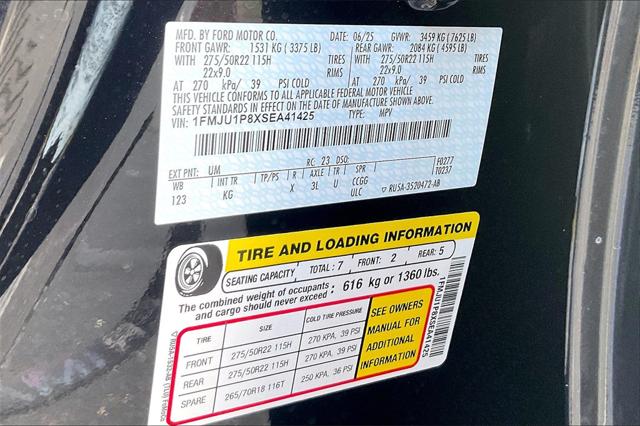 MFD. BY FORD MOTOR CO. 06/25 GVWR: 3459 KG (7625 LB)
FRONT GAWR: 1531 KG (3375 LB) REAR GAWR: 2084 KG (4595 LB)
WITH 275/50R22 115H TIRES WITH 275/50R22 115H TIRES
22x9.0 RIMS 22x9.0 RIMS
AT 270 kPa/ 39 PSI COLD AT 270 kPa/ 39 PSI COLD
THIS VEHICLE CONFORMS TO ALL APPLICABLE FEDERAL MOTOR VEHICLE
SAFETY STANDARDS IN EFFECT ON THE DATE OF MANUFACTURE SHOWN ABOVE.
VIN: 1FMJU1P8XSEA41425 TYPE: MPV
EXT PNT: UM RC: 23 DSO: F0277
WB INT TR TP/PS R AXLE TR SPR T0237
123 KG X 3L U CCGG
ULC ▽ RU5A-3520472-AB
TIRE AND LOADING INFORMATION
SEATING CAPACITY TOTAL: 7 FRONT: 2 REAR: 5
The combined weight of occupants and cargo should never exceed: 616 kg or 1360 lbs.
TIRE SIZE COLD TIRE PRESSURE
FRONT 275/50R22 115H 270 KPA, 39 PSI
REAR 275/50R22 115H 270 KPA, 39 PSI
SPARE 265/70R18 116T 250 KPA, 36 PSI
SEE OWNERS
MANUAL FOR
ADDITIONAL
INFORMATION
1FMJU1P8XSEA41425